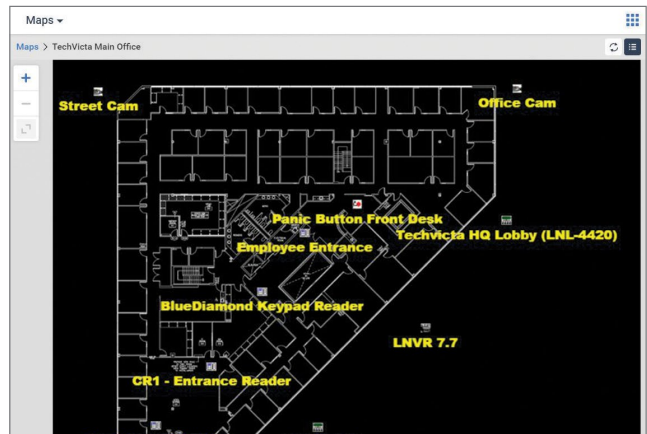 Maps
Maps > TechVicta Main Office
Street Cam
Office Cam
Panic Button Front Desk
Techvicta HQ Lobby (LNL-4420)
Employee Entrance
BlueDiamond Keypad Reader
LNVR 7.7
CR1 - Entrance Reader